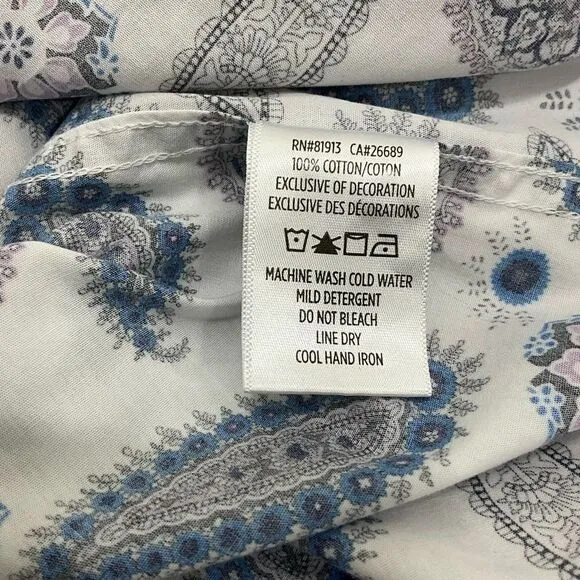 RN#81913 CA#26689
100% COTTON/COTON
EXCLUSIVE OF DECORATION
EXCLUSIVE DES DÉCORATIONS
MACHINE WASH COLD WATER
MILD DETERGENT
DO NOT BLEACH
LINE DRY
COOL HAND IRON